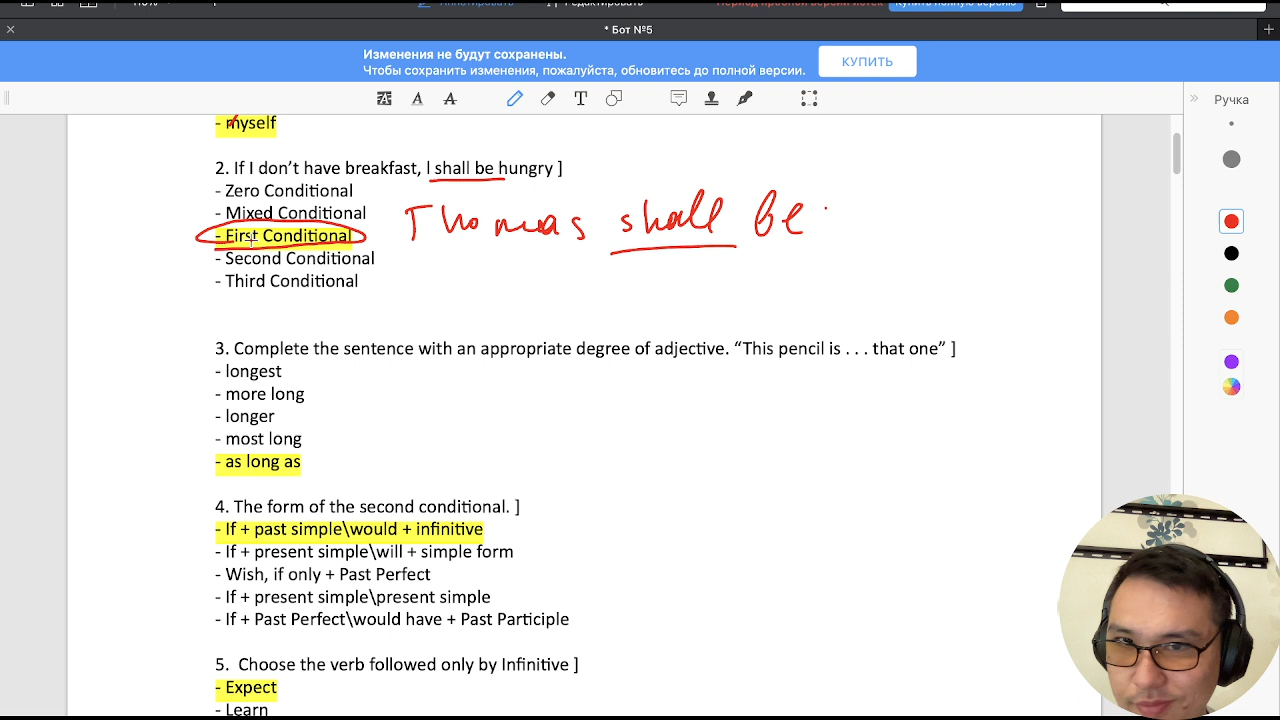 Аннотировать
Редактировать
* Бот №5
Изменения не будут сохранены.
Чтобы сохранить изменения, пожалуйста, обновитесь до полной версии.
КУПИТЬ
Ручка
- myself
2. If I don’t have breakfast, I shall be hungry ]
- Zero Conditional
- Mixed Conditional
- First Conditional
- Second Conditional
- Third Conditional
Thomas shall be
3. Complete the sentence with an appropriate degree of adjective. “This pencil is . . . that one” ]
- longest
- more long
- longer
- most long
- as long as
4. The form of the second conditional. ]
- If + past simple\would + infinitive
- If + present simple\will + simple form
- Wish, if only + Past Perfect
- If + present simple\present simple
- If + Past Perfect\would have + Past Participle
5.  Choose the verb followed only by Infinitive ]
- Expect
- Learn